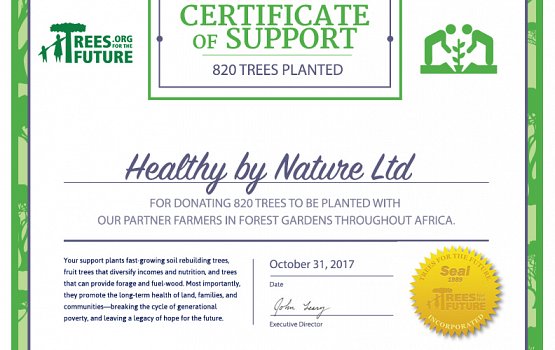 TREES.ORG
FOR THE
FUTURE
CERTIFICATE
OF SUPPORT
820 TREES PLANTED
Healthy by Nature Ltd
FOR DONATING 820 TREES TO BE PLANTED WITH
OUR PARTNER FARMERS IN FOREST GARDENS THROUGHOUT AFRICA.
Your support plants fast-growing soil rebuilding trees,
fruit trees that diversify incomes and nutrition, and trees
that can provide forage and fuel-wood. Most importantly,
they promote the long-term health of land, families, and
communities—breaking the cycle of generational
poverty, and leaving a legacy of hope for the future.
October 31, 2017
Date
John Leary
Executive Director
TREES FOR THE FUTURE
Seal
1989
TREES
FOR THE
FUTURE
INCORPORATED